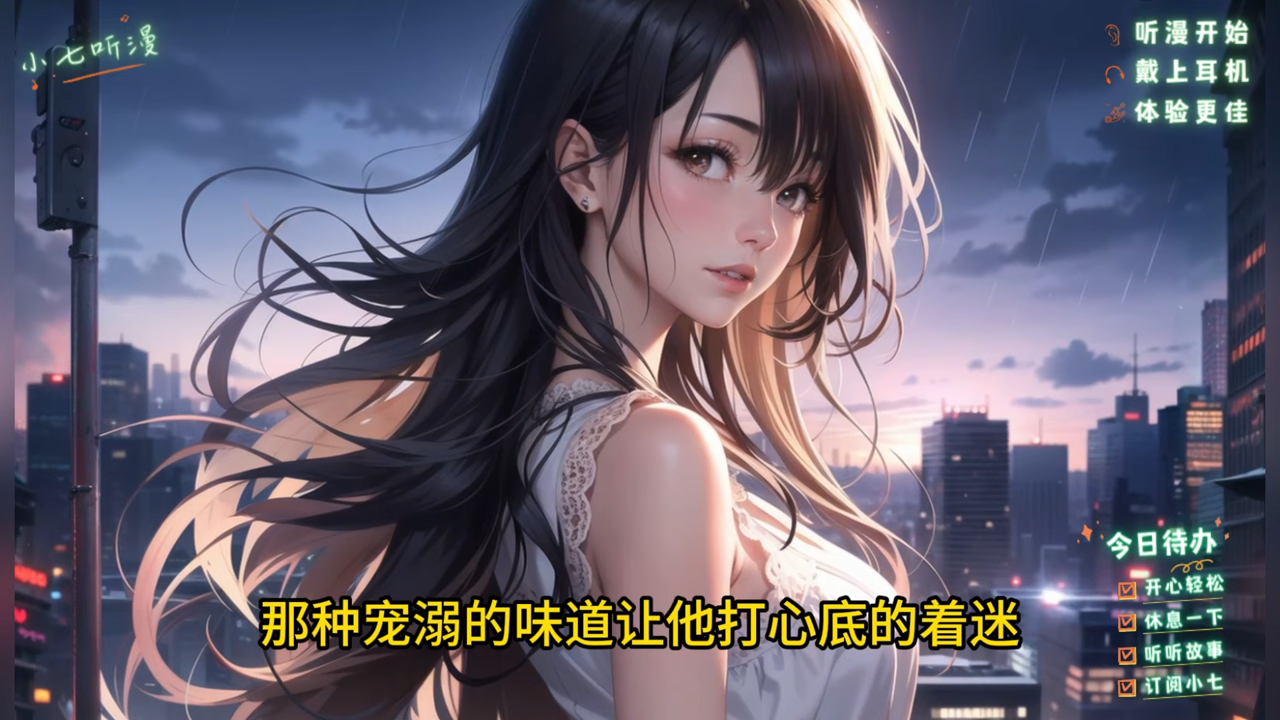 小七听漫
听漫开始
戴上耳机
体验更佳
今日待办
开心轻松
休息一下
听听故事
订阅小七
那种宠溺的味道让他打心底的着迷